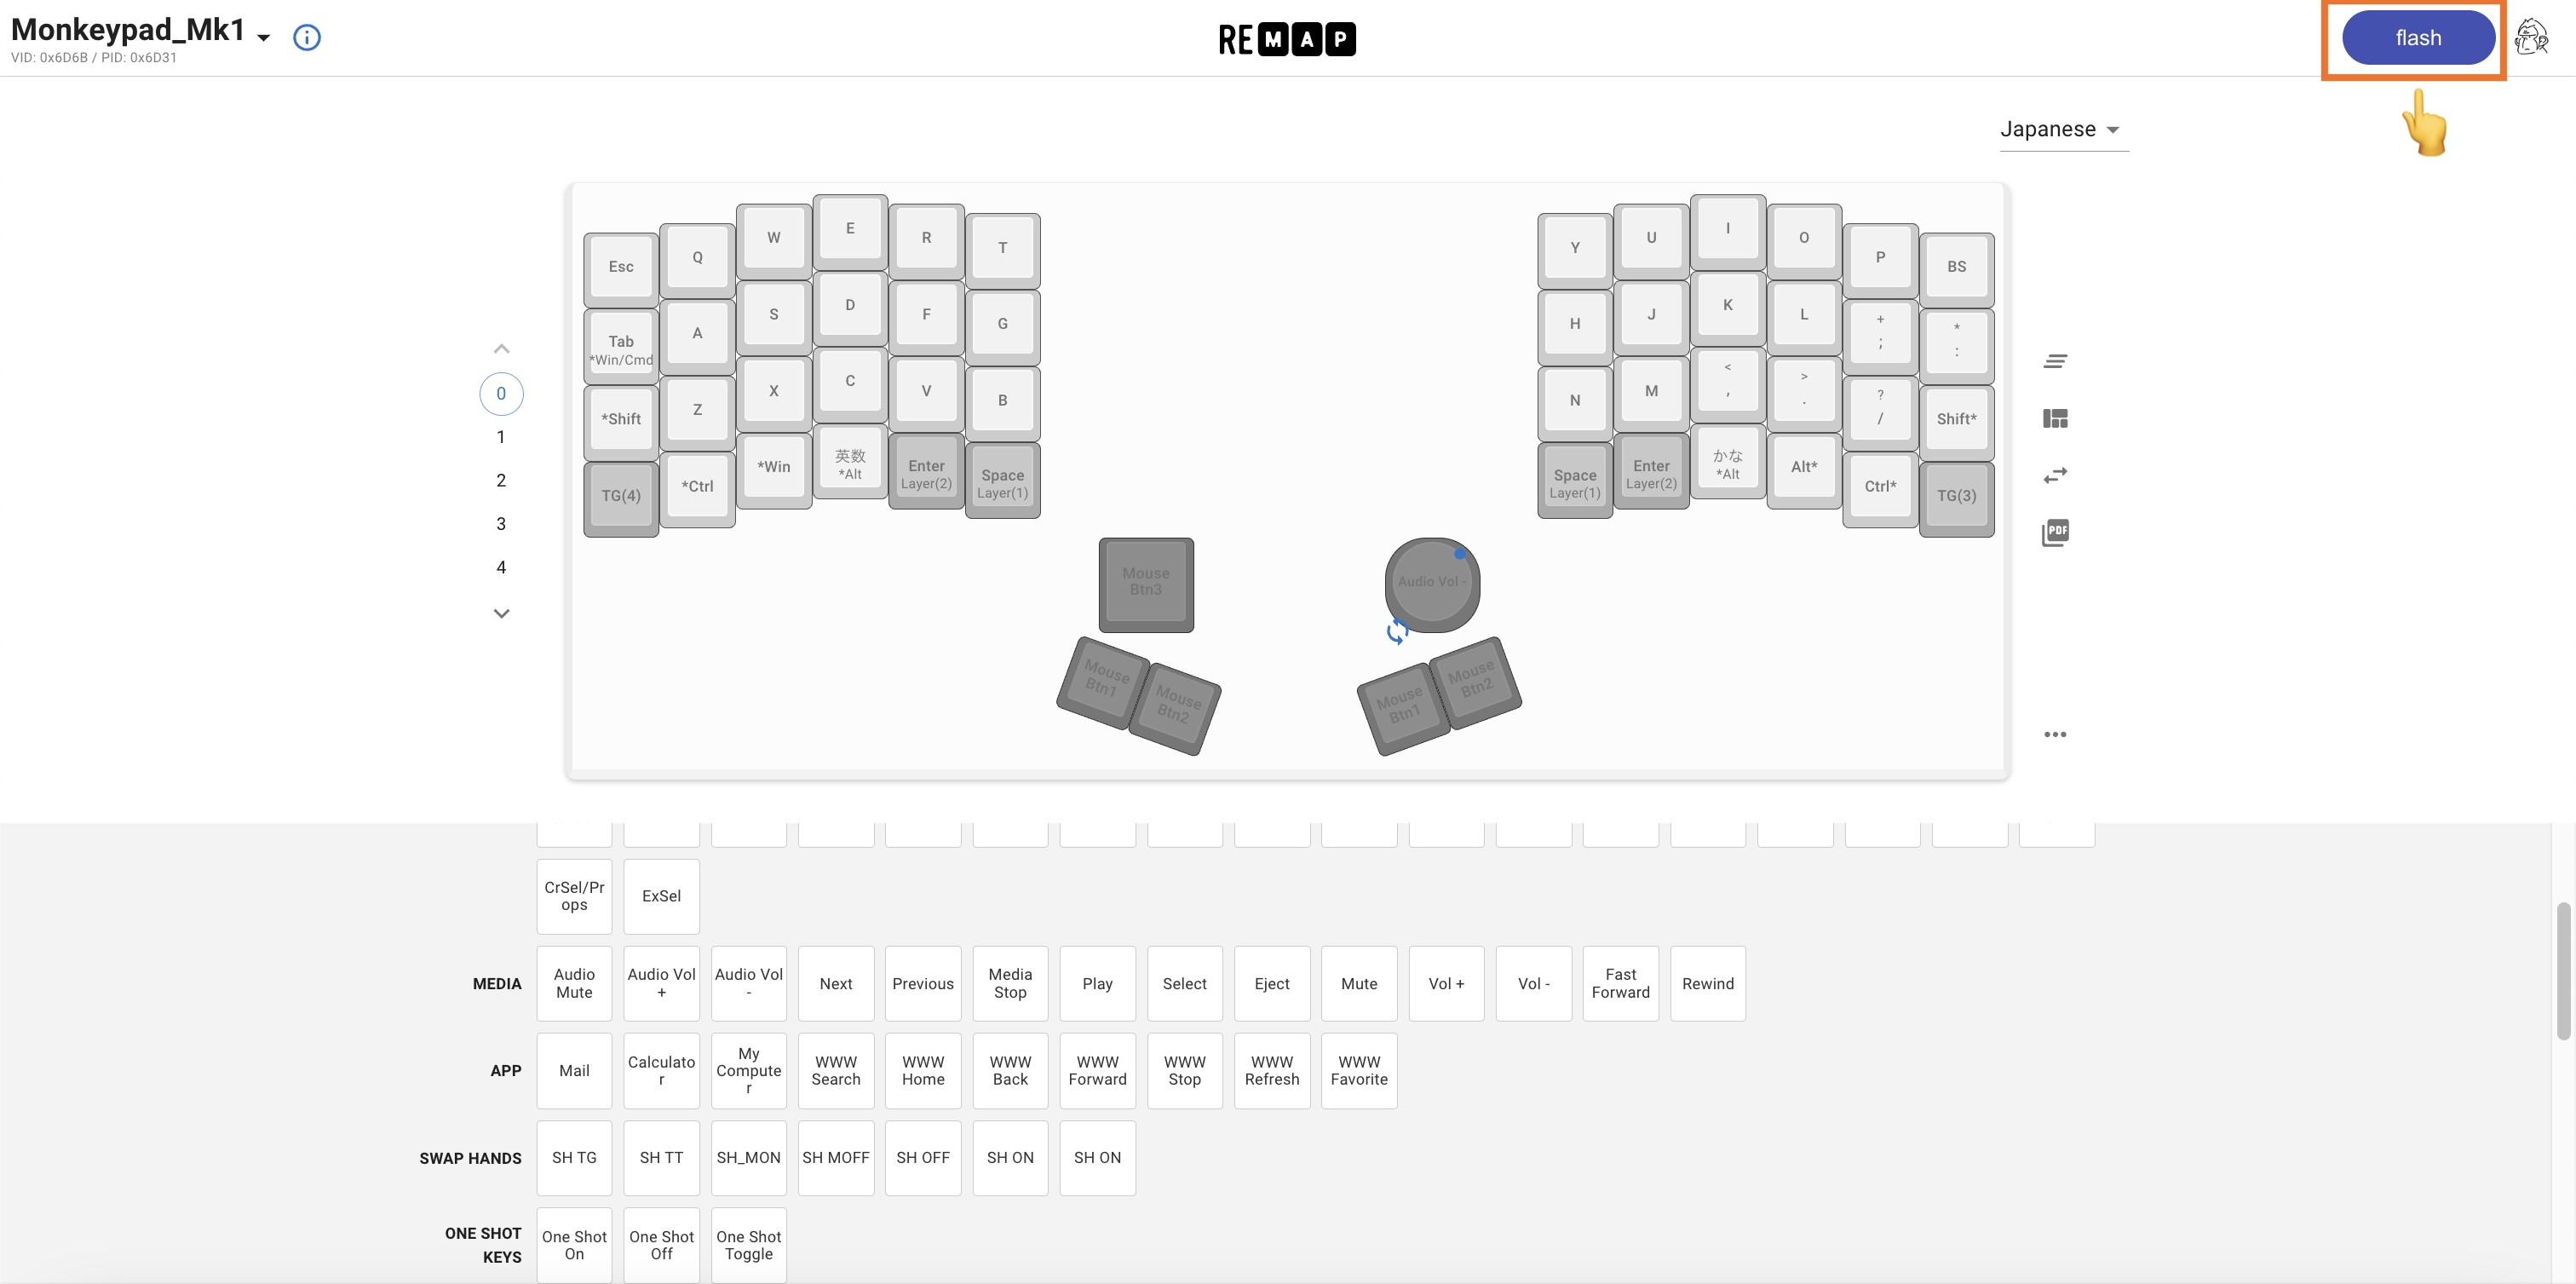 Monkeypad_Mk1
VID: 0x6D6B / PID: 0x6D31
REMAP
flash
Japanese
Esc
Q
W
E
R
T
Y
U
I
O
P
BS
Tab
*Win/Cmd
A
S
D
F
G
H
J
K
L
+
;
*
:
*Shift
Z
X
C
V
B
N
M
<
,
>
.
?
/
Shift*
TG(4)
*Ctrl
*Win
英数
*Alt
Enter
Layer(2)
Space
Layer(1)
Space
Layer(1)
Enter
Layer(2)
かな
*Alt
Alt*
Ctrl*
TG(3)
0
1
2
3
4
PDF
Mouse
Btn3
Audio Vol -
Mouse
Btn1
Mouse
Btn2
Mouse
Btn1
Mouse
Btn2
CrSel/Pr
ops
ExSel
MEDIA
Audio
Mute
Audio Vol
+
Audio Vol
-
Next
Previous
Media
Stop
Play
Select
Eject
Mute
Vol +
Vol -
Fast
Forward
Rewind
APP
Mail
Calculato
r
My
Compute
r
WWW
Search
WWW
Home
WWW
Back
WWW
Forward
WWW
Stop
WWW
Refresh
WWW
Favorite
SWAP HANDS
SH TG
SH TT
SH_MON
SH MOFF
SH OFF
SH ON
SH ON
ONE SHOT
KEYS
One Shot
On
One Shot
Off
One Shot
Toggle